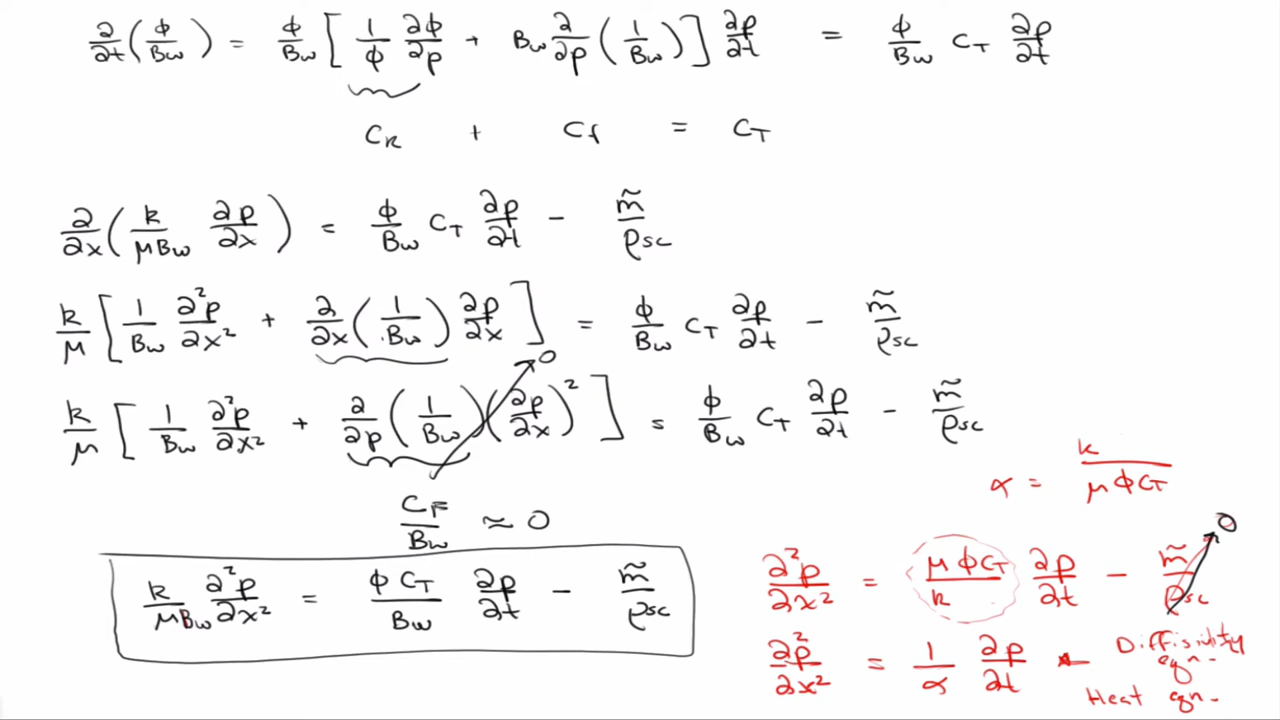 ∂/∂t (ϕ/Bw) = ϕ/Bw [ 1/ϕ ∂ϕ/∂p + Bw ∂/∂p (1/Bw) ] ∂p/∂t = ϕ/Bw CT ∂p/∂t
CR + Cf = CT
∂/∂x ( k/μBw ∂p/∂x ) = ϕ/Bw CT ∂p/∂t − m̃/ρsc
k/μ [ 1/Bw ∂²p/∂x² + ∂/∂x (1/Bw) ∂p/∂x ] = ϕ/Bw CT ∂p/∂t − m̃/ρsc
0
k/μ [ 1/Bw ∂²p/∂x² + ∂/∂p (1/Bw) (∂p/∂x)² ] = ϕ/Bw CT ∂p/∂t − m̃/ρsc
α = k/μϕCT
CF/Bw ≈ 0
0
k/μBw ∂²p/∂x² = ϕCT/Bw ∂p/∂t − m̃/ρsc
∂²p/∂x² = μϕCT/k ∂p/∂t − m̃/ρsc
∂²p/∂x² = 1/α ∂p/∂t
Diffisivity
eqn.
Heat eqn.